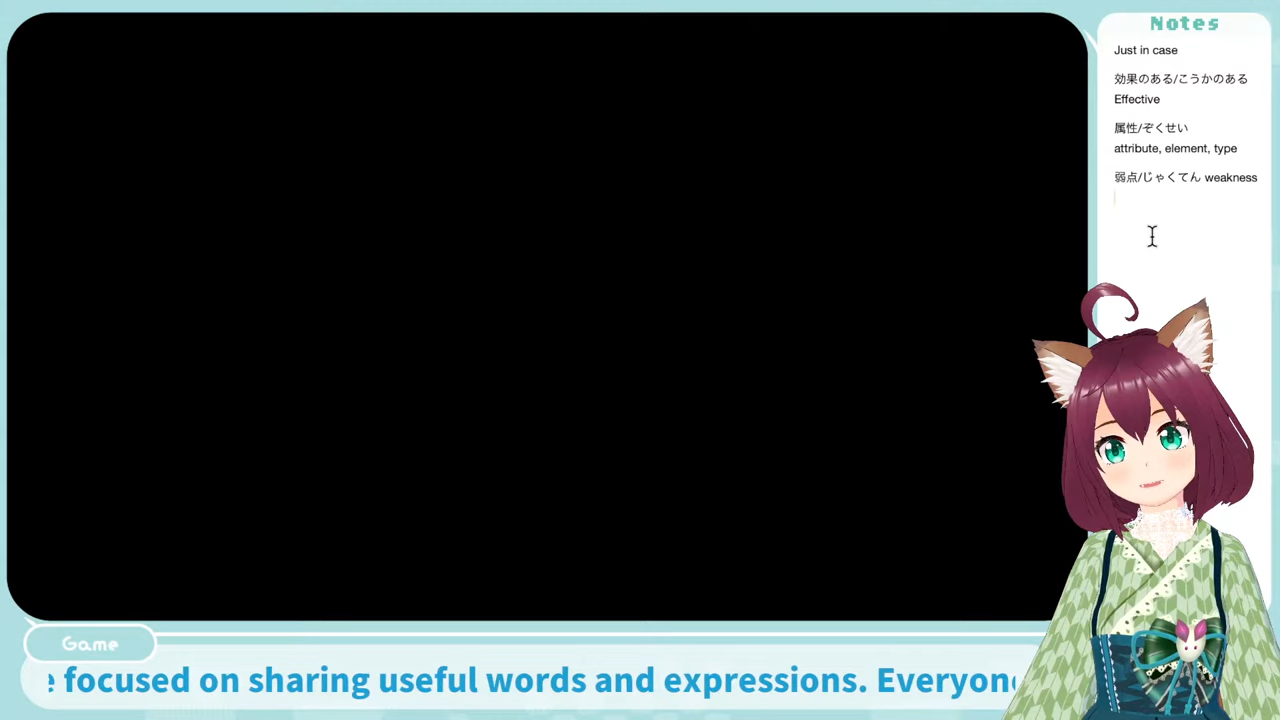 Notes
Just in case
効果のある/こうかのある
Effective
属性/ぞくせい
attribute, element, type
弱点/じゃくてん weakness
Game
focused on sharing useful words and expressions. Everyone